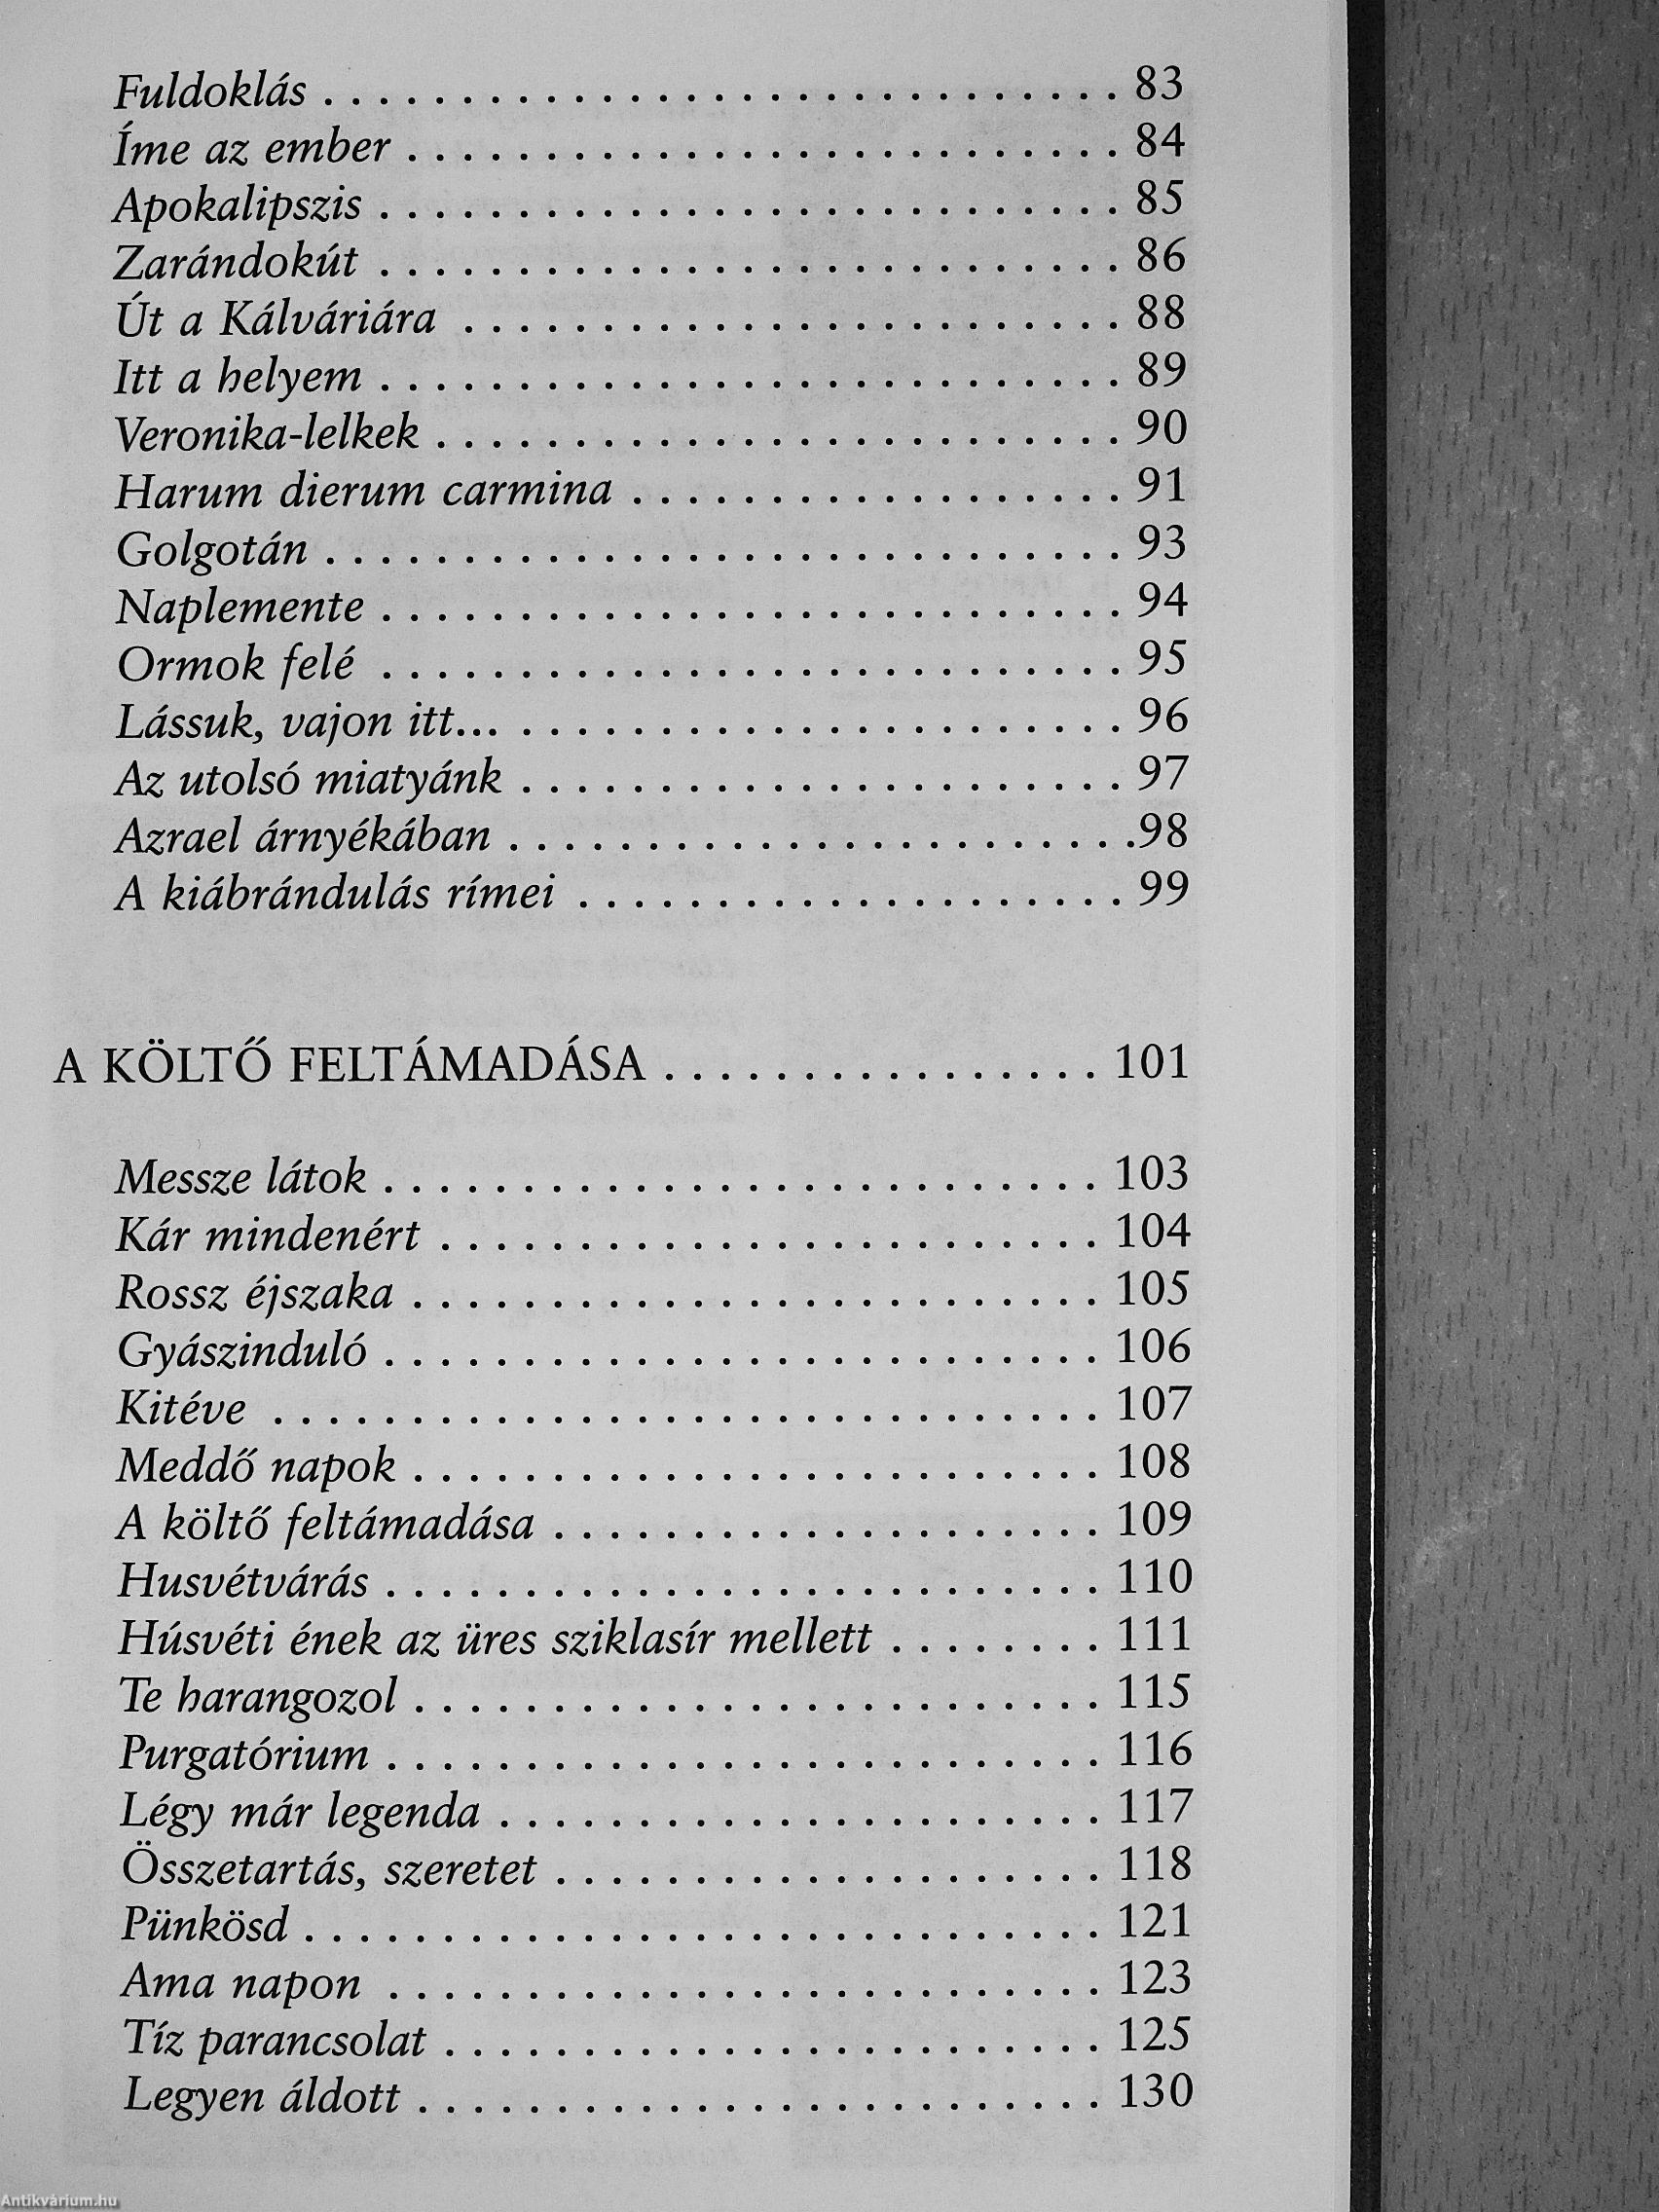 Fuldoklás . . . . . . . . . . . . . . . . . . . . . . . . . . . . . 83
Íme az ember . . . . . . . . . . . . . . . . . . . . . . . . . . 84
Apokalipszis . . . . . . . . . . . . . . . . . . . . . . . . . . . 85
Zarándokút . . . . . . . . . . . . . . . . . . . . . . . . . . . 86
Út a Kálváriára . . . . . . . . . . . . . . . . . . . . . . . . 88
Itt a helyem . . . . . . . . . . . . . . . . . . . . . . . . . . . 89
Veronika-lelkek . . . . . . . . . . . . . . . . . . . . . . . . . 90
Harum dierum carmina . . . . . . . . . . . . . . . . . . 91
Golgotán . . . . . . . . . . . . . . . . . . . . . . . . . . . . . 93
Naplemente . . . . . . . . . . . . . . . . . . . . . . . . . . . 94
Ormok felé . . . . . . . . . . . . . . . . . . . . . . . . . . . 95
Lássuk, vajon itt... . . . . . . . . . . . . . . . . . . . . . . 96
Az utolsó miatyánk . . . . . . . . . . . . . . . . . . . . . . 97
Azrael árnyékában . . . . . . . . . . . . . . . . . . . . . . .98
A kiábrándulás rímei . . . . . . . . . . . . . . . . . . . . 99
A KÖLTŐ FELTÁMADÁSA . . . . . . . . . . . . . . . . 101
Messze látok . . . . . . . . . . . . . . . . . . . . . . . . . . 103
Kár mindenért . . . . . . . . . . . . . . . . . . . . . . . . 104
Rossz éjszaka . . . . . . . . . . . . . . . . . . . . . . . . . 105
Gyászinduló . . . . . . . . . . . . . . . . . . . . . . . . . . 106
Kitéve . . . . . . . . . . . . . . . . . . . . . . . . . . . . . . 107
Meddő napok . . . . . . . . . . . . . . . . . . . . . . . . . 108
A költő feltámadása . . . . . . . . . . . . . . . . . . . . 109
Husvétvárás . . . . . . . . . . . . . . . . . . . . . . . . . . 110
Húsvéti ének az üres sziklasír mellett . . . . . . . . 111
Te harangozol . . . . . . . . . . . . . . . . . . . . . . . . . 115
Purgatórium . . . . . . . . . . . . . . . . . . . . . . . . . . 116
Légy már legenda . . . . . . . . . . . . . . . . . . . . . . 117
Összetartás, szeretet . . . . . . . . . . . . . . . . . . . . 118
Pünkösd . . . . . . . . . . . . . . . . . . . . . . . . . . . . . 121
Ama napon . . . . . . . . . . . . . . . . . . . . . . . . . . 123
Tíz parancsolat . . . . . . . . . . . . . . . . . . . . . . . . 125
Legyen áldott . . . . . . . . . . . . . . . . . . . . . . . . . 130
Antikvárium.hu